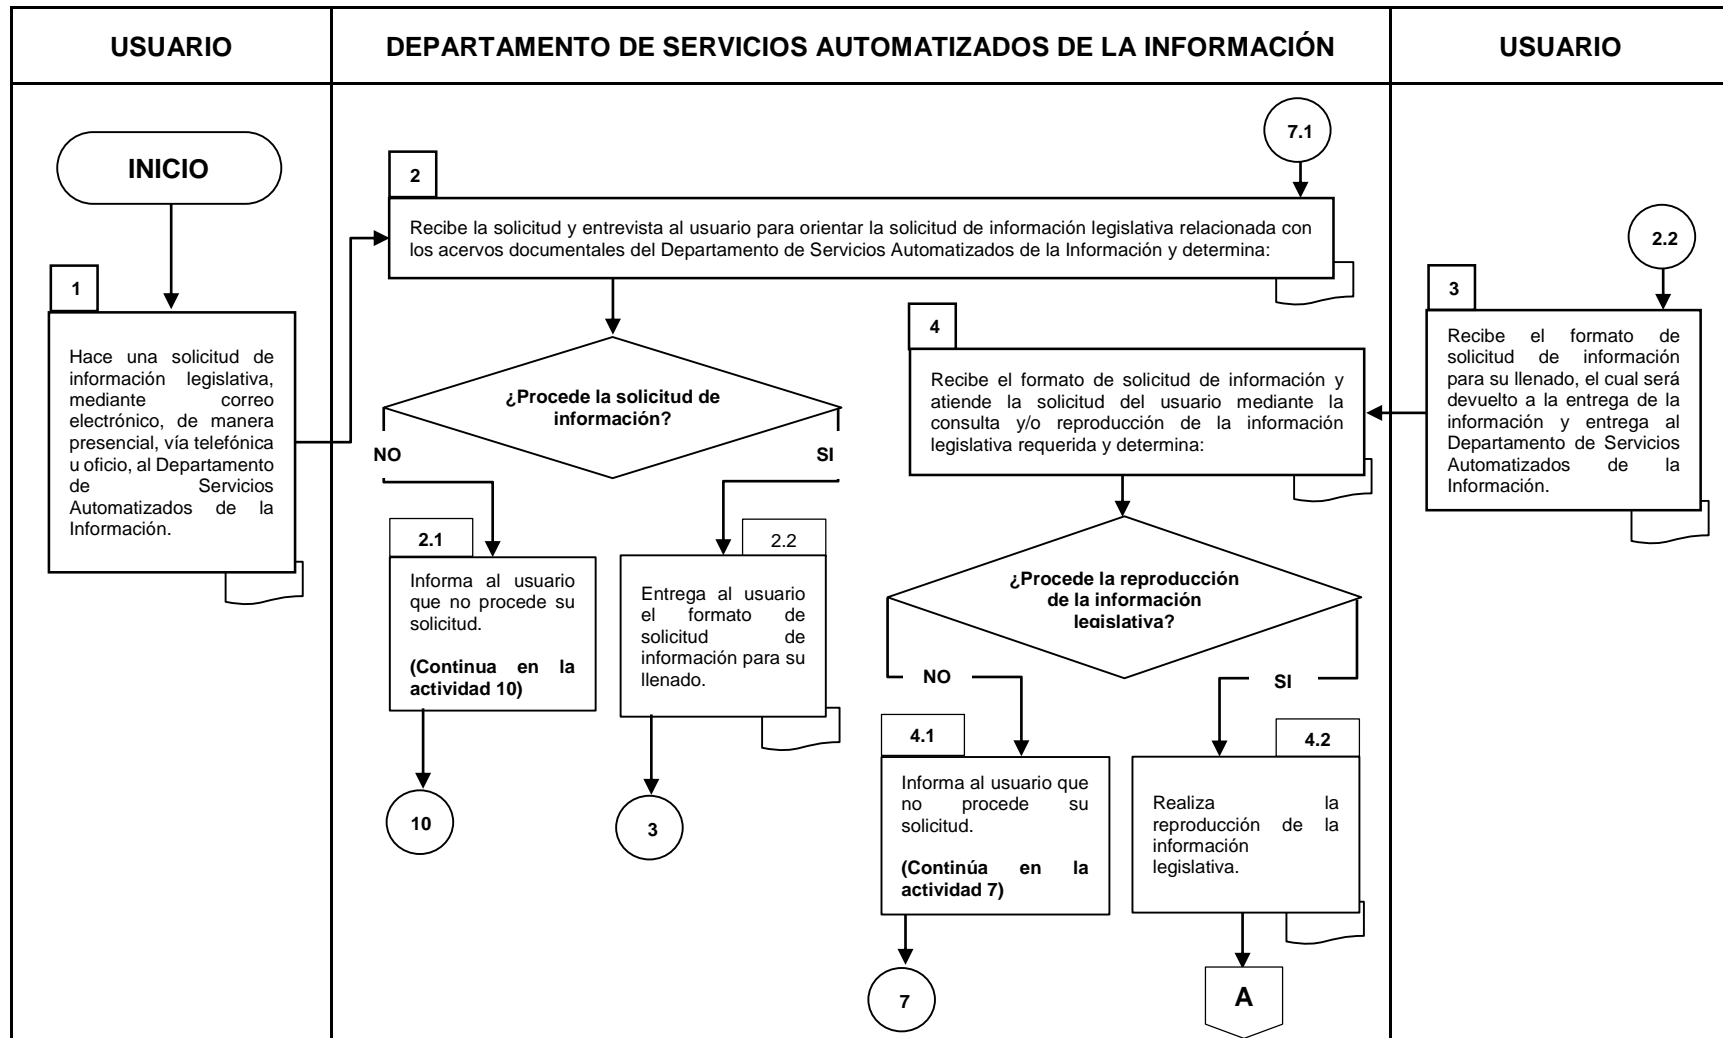 USUARIO
DEPARTAMENTO DE SERVICIOS AUTOMATIZADOS DE LA INFORMACIÓN
USUARIO
INICIO
1
Hace una solicitud de
información legislativa,
mediante correo
electrónico, de manera
presencial, vía telefónica
u oficio, al Departamento
de Servicios
Automatizados de la
Información.
7.1
2
Recibe la solicitud y entrevista al usuario para orientar la solicitud de información legislativa relacionada con
los acervos documentales del Departamento de Servicios Automatizados de la Información y determina:
¿Procede la solicitud de
información?
NO
SI
2.1
Informa al usuario
que no procede su
solicitud.
(Continua en la
actividad 10)
10
2.2
Entrega al usuario
el formato de
solicitud de
información para su
llenado.
3
2.2
3
Recibe el formato de
solicitud de información
para su llenado, el cual será
devuelto a la entrega de la
información y entrega al
Departamento de Servicios
Automatizados de la
Información.
4
Recibe el formato de solicitud de información y
atiende la solicitud del usuario mediante la
consulta y/o reproducción de la información
legislativa requerida y determina:
¿Procede la reproducción
de la información
legislativa?
NO
SI
4.1
Informa al usuario que
no procede su
solicitud.
(Continúa en la
actividad 7)
7
4.2
Realiza la
reproducción de la
información
legislativa.
A